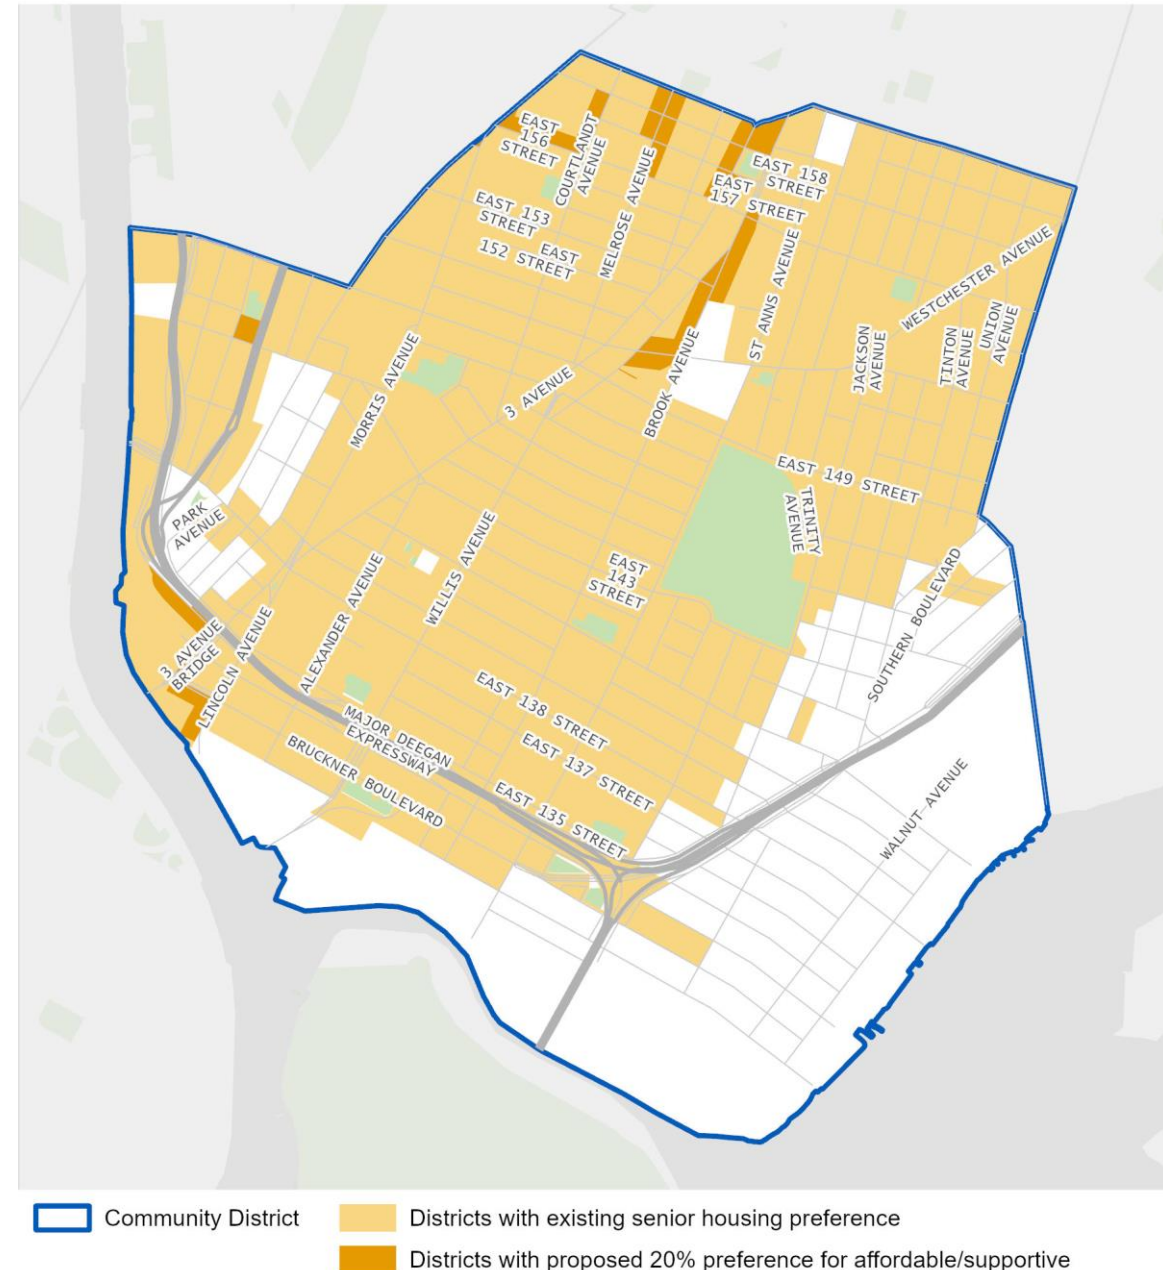 EAST
156
STREET
COURTLANDT
AVENUE
EAST 158
STREET
EAST
157 STREET
EAST 153
STREET
EAST
152 STREET
MELROSE AVENUE
ST ANNS AVENUE
WESTCHESTER AVENUE
UNION
AVENUE
TINTON
AVENUE
JACKSON
AVENUE
MORRIS AVENUE
3 AVENUE
BROOK AVENUE
EAST 149 STREET
TRINITY
AVENUE
PARK
AVENUE
WILLIS AVENUE
EAST
143
STREET
ALEXANDER AVENUE
SOUTHERN BOULEVARD
3 AVENUE
BRIDGE
LINCOLN AVENUE
EAST 138 STREET
MAJOR DEEGAN
EXPRESSWAY
EAST 137 STREET
BRUCKNER BOULEVARD
EAST 135 STREET
WALNUT AVENUE
Community District
Districts with existing senior housing preference
Districts with proposed 20% preference for affordable/supportive